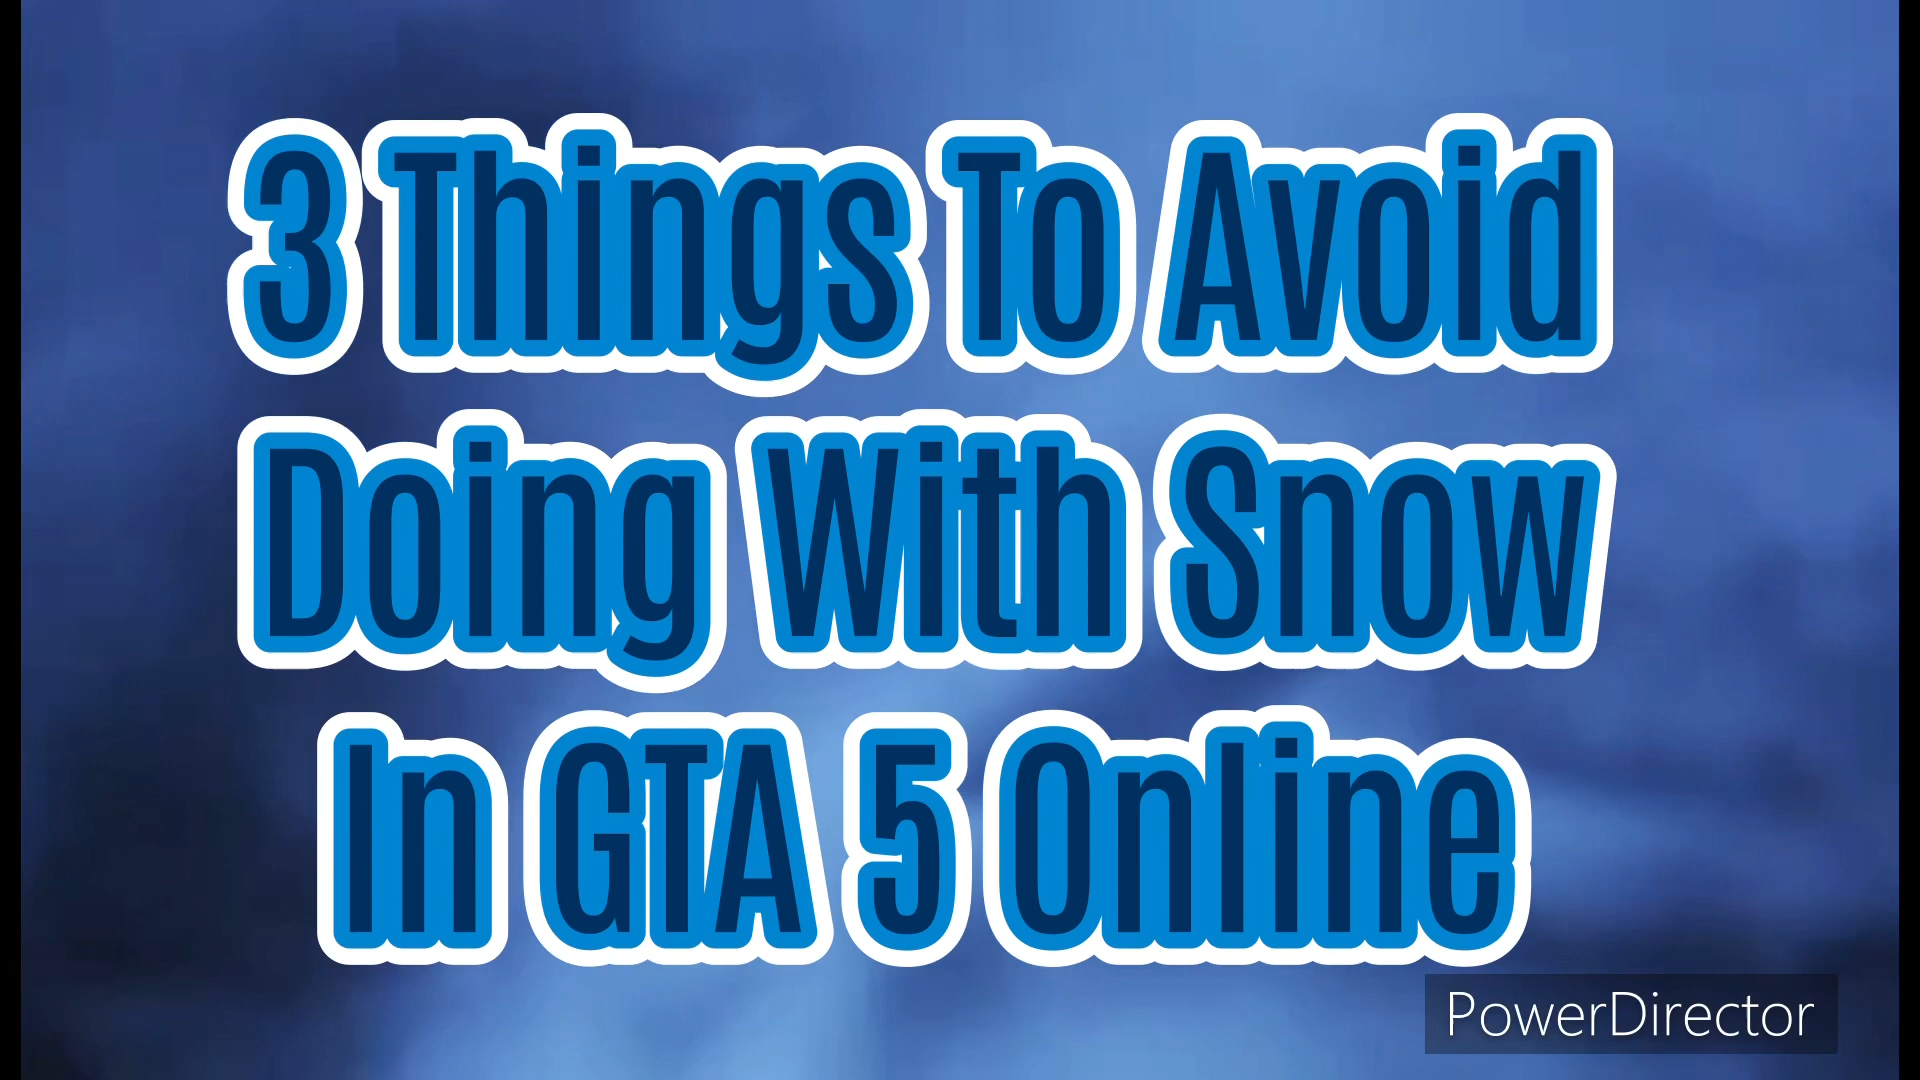 3 Things To Avoid
Doing With Snow
In GTA 5 Online
PowerDirector